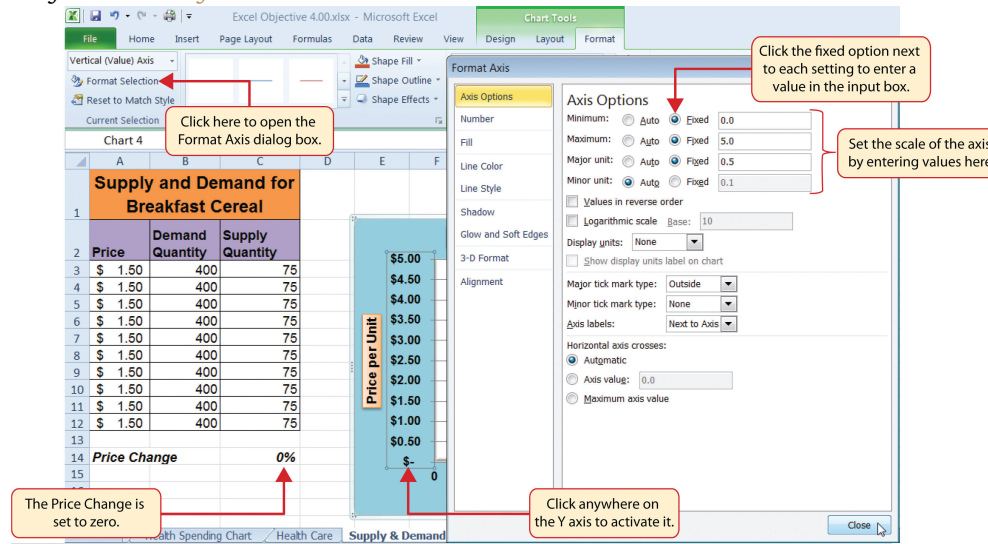 Excel Objective 4.00.xlsx - Microsoft Excel
Chart Tools
File Home Insert Page Layout Formulas Data Review View Design Layout Format
Vertical (Value) Axis
Format Selection
Reset to Match Style
Current Selection
Shape Fill
Shape Outline
Shape Effects
Click here to open the
Format Axis dialog box.
Chart 4
A B C D E F
1 Supply and Demand for
Breakfast Cereal
2 Price Demand Quantity Supply Quantity
3 $ 1.50 400 75
4 $ 1.50 400 75
5 $ 1.50 400 75
6 $ 1.50 400 75
7 $ 1.50 400 75
8 $ 1.50 400 75
9 $ 1.50 400 75
10 $ 1.50 400 75
11 $ 1.50 400 75
12 $ 1.50 400 75
13
14 Price Change 0%
15
The Price Change is
set to zero.
Health Spending Chart Health Care Supply & Demand
Price per Unit
$5.00
$4.50
$4.00
$3.50
$3.00
$2.50
$2.00
$1.50
$1.00
$0.50
$-
0
Click anywhere on
the Y axis to activate it.
Format Axis
Axis Options
Number
Fill
Line Color
Line Style
Shadow
Glow and Soft Edges
3-D Format
Alignment
Axis Options
Minimum: Auto Fixed 0.0
Maximum: Auto Fixed 5.0
Major unit: Auto Fixed 0.5
Minor unit: Auto Fixed 0.1
Values in reverse order
Logarithmic scale Base: 10
Display units: None
Show display units label on chart
Major tick mark type: Outside
Minor tick mark type: None
Axis labels: Next to Axis
Horizontal axis crosses:
Automatic
Axis value: 0.0
Maximum axis value
Close
Click the fixed option next
to each setting to enter a
value in the input box.
Set the scale of the axis
by entering values here